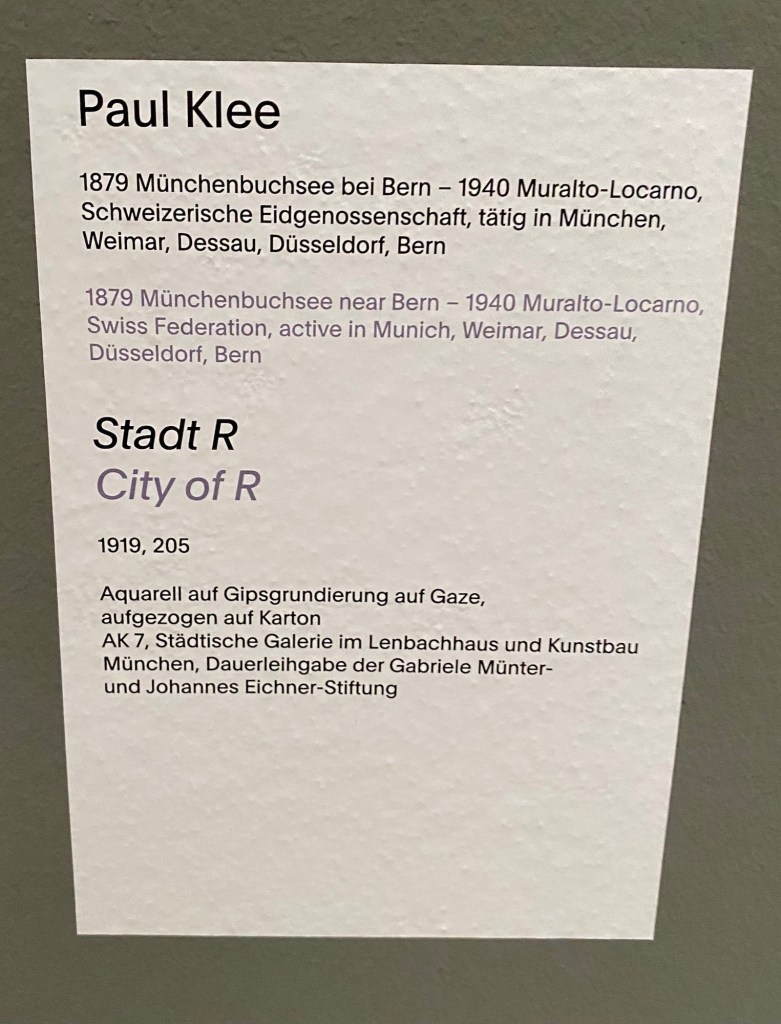 Paul Klee
1879 Münchenbuchsee bei Bern – 1940 Muralto-Locarno,
Schweizerische Eidgenossenschaft, tätig in München,
Weimar, Dessau, Düsseldorf, Bern
1879 Münchenbuchsee near Bern – 1940 Muralto-Locarno,
Swiss Federation, active in Munich, Weimar, Dessau,
Düsseldorf, Bern
Stadt R
City of R
1919, 205
Aquarell auf Gipsgrundierung auf Gaze,
aufgezogen auf Karton
AK 7, Städtische Galerie im Lenbachhaus und Kunstbau
München, Dauerleihgabe der Gabriele Münter-
und Johannes Eichner-Stiftung